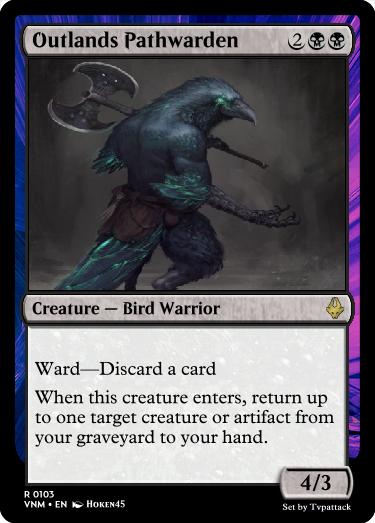 Outlands Pathwarden 2
Creature — Bird Warrior
Ward—Discard a card
When this creature enters, return up
to one target creature or artifact from
your graveyard to your hand.
4/3
R 0103
VNM • EN Hoken45
Set by Tvpattack